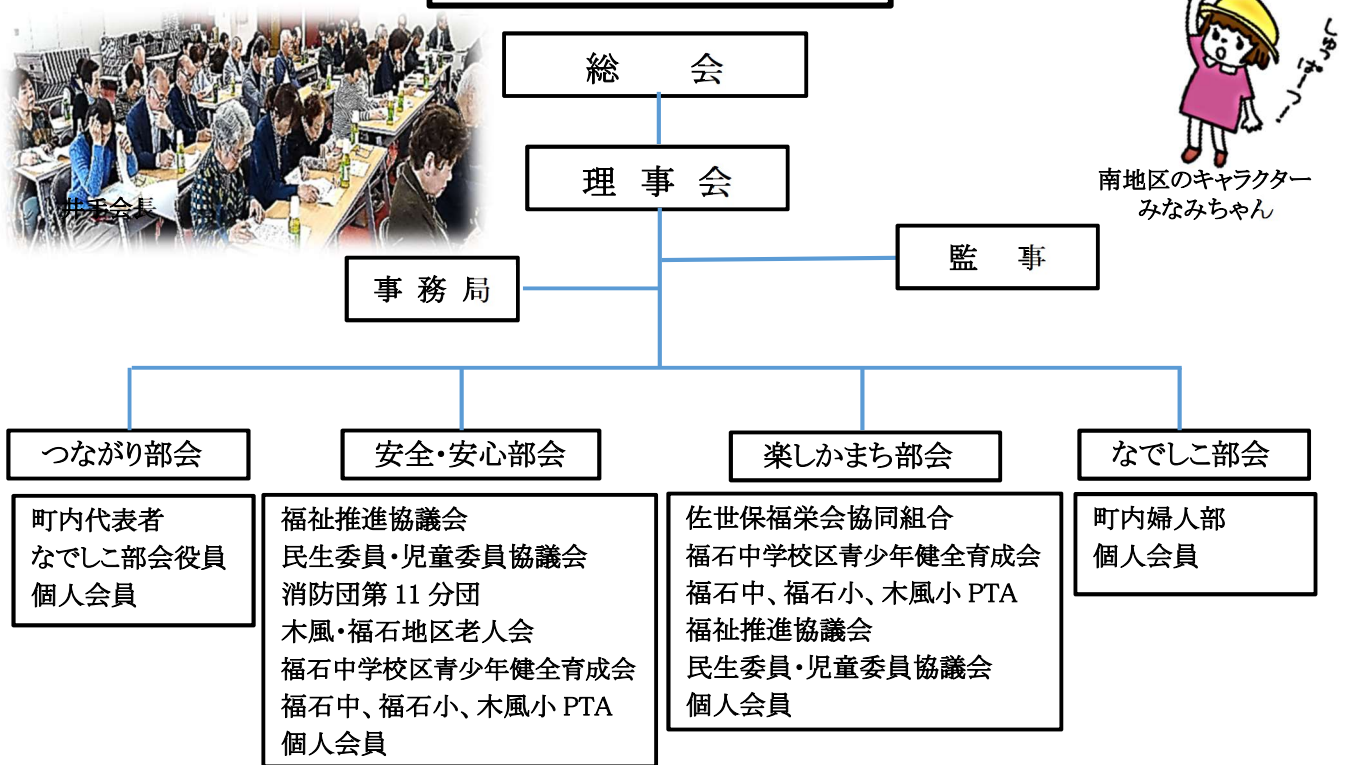 総 会
しゅっぱーつ!
理 事 会
南地区のキャラクター
みなみちゃん
井手会長
監 事
事 務 局
つながり部会
町内代表者
なでしこ部会役員
個人会員
安全・安心部会
福祉推進協議会
民生委員・児童委員協議会
消防団第 11 分団
木風・福石地区老人会
福石中学校区青少年健全育成会
福石中、福石小、木風小 PTA
個人会員
楽しかまち部会
佐世保福栄会協同組合
福石中学校区青少年健全育成会
福石中、福石小、木風小 PTA
福祉推進協議会
民生委員・児童委員協議会
個人会員
なでしこ部会
町内婦人部
個人会員